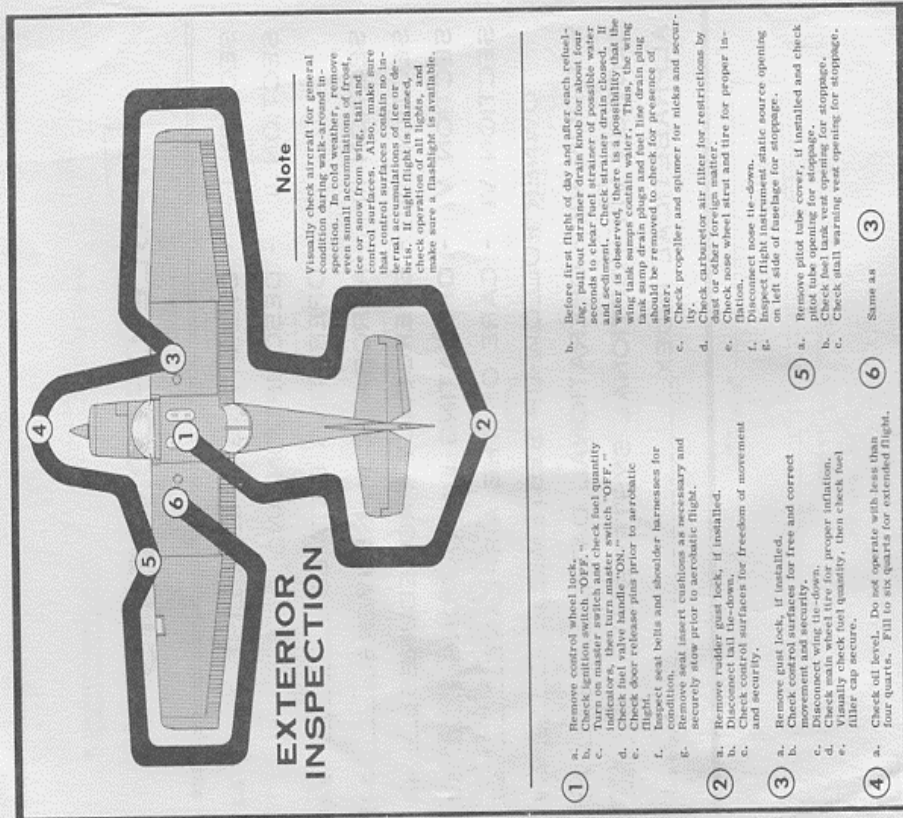 EXTERIOR
INSPECTION
Note
Visually check aircraft for general
condition during walk-around in-
spection. In cold weather, remove
even small accumulations of frost,
ice or snow from wing, tail and
control surfaces. Also, make sure
that control surfaces contain no in-
ternal accumulations of ice or de-
bris. If night flight is planned,
check operation of all lights, and
make sure a flashlight is available.
1
2
3
4
5
6
1 a. Remove control wheel lock.
b. Check ignition switch "OFF."
c. Turn on master switch and check fuel quantity
indicators, then turn master switch "OFF."
d. Check fuel valve handle "ON."
e. Check door release pins prior to aerobatic
flight.
f. Inspect seat belts and shoulder harnesses for
condition.
g. Remove seat insert cushions as necessary and
securely stow prior to aerobatic flight.
2 a. Remove rudder gust lock, if installed.
b. Disconnect tail tie-down.
c. Check control surfaces for freedom of movement
and security.
3 a. Remove gust lock, if installed.
b. Check control surfaces for free and correct
movement and security.
c. Disconnect wing tie-down.
d. Check main wheel tire for proper inflation.
e. Visually check fuel quantity, then check fuel
filler cap secure.
4 a. Check oil level. Do not operate with less than
four quarts. Fill to six quarts for extended flight.
b. Before first flight of day and after each refuel-
ing, pull out strainer drain knob for about four
seconds to clear fuel strainer of possible water
and sediment. Check strainer drain closed. If
water is observed, there is a possibility that the
wing tank sumps contain water. Thus, the wing
tank sump drain plugs and fuel line drain plug
should be removed to check for presence of
water.
c. Check propeller and spinner for nicks and secur-
ity.
d. Check carburetor air filter for restrictions by
dust or other foreign matter.
e. Check nose wheel strut and tire for proper in-
flation.
f. Disconnect nose tie-down.
g. Inspect flight instrument static source opening
on left side of fuselage for stoppage.
5 a. Remove pitot tube cover, if installed and check
pitot tube opening for stoppage.
b. Check fuel tank vent opening for stoppage.
c. Check stall warning vent opening for stoppage.
6 Same as 3